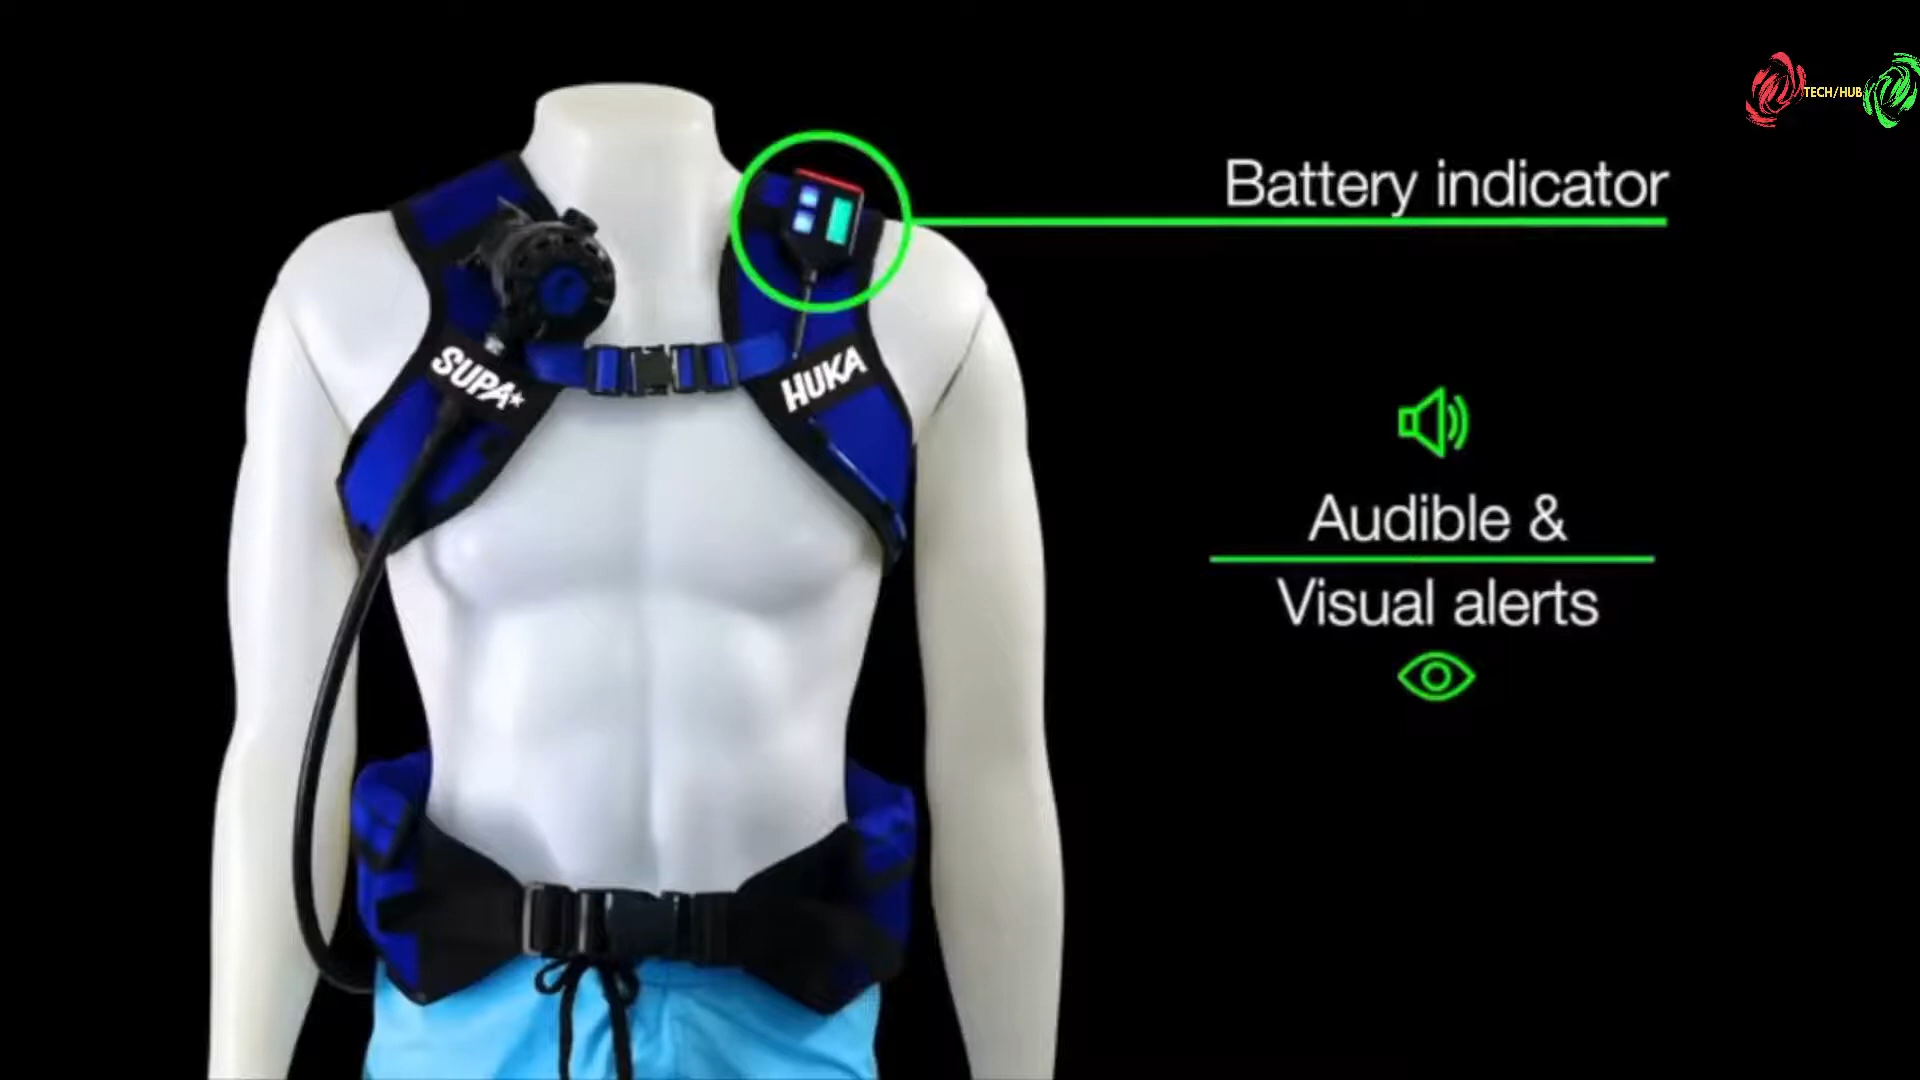 TECH/HUB
Battery indicator
SUPA
HUKA
Audible &
Visual alerts